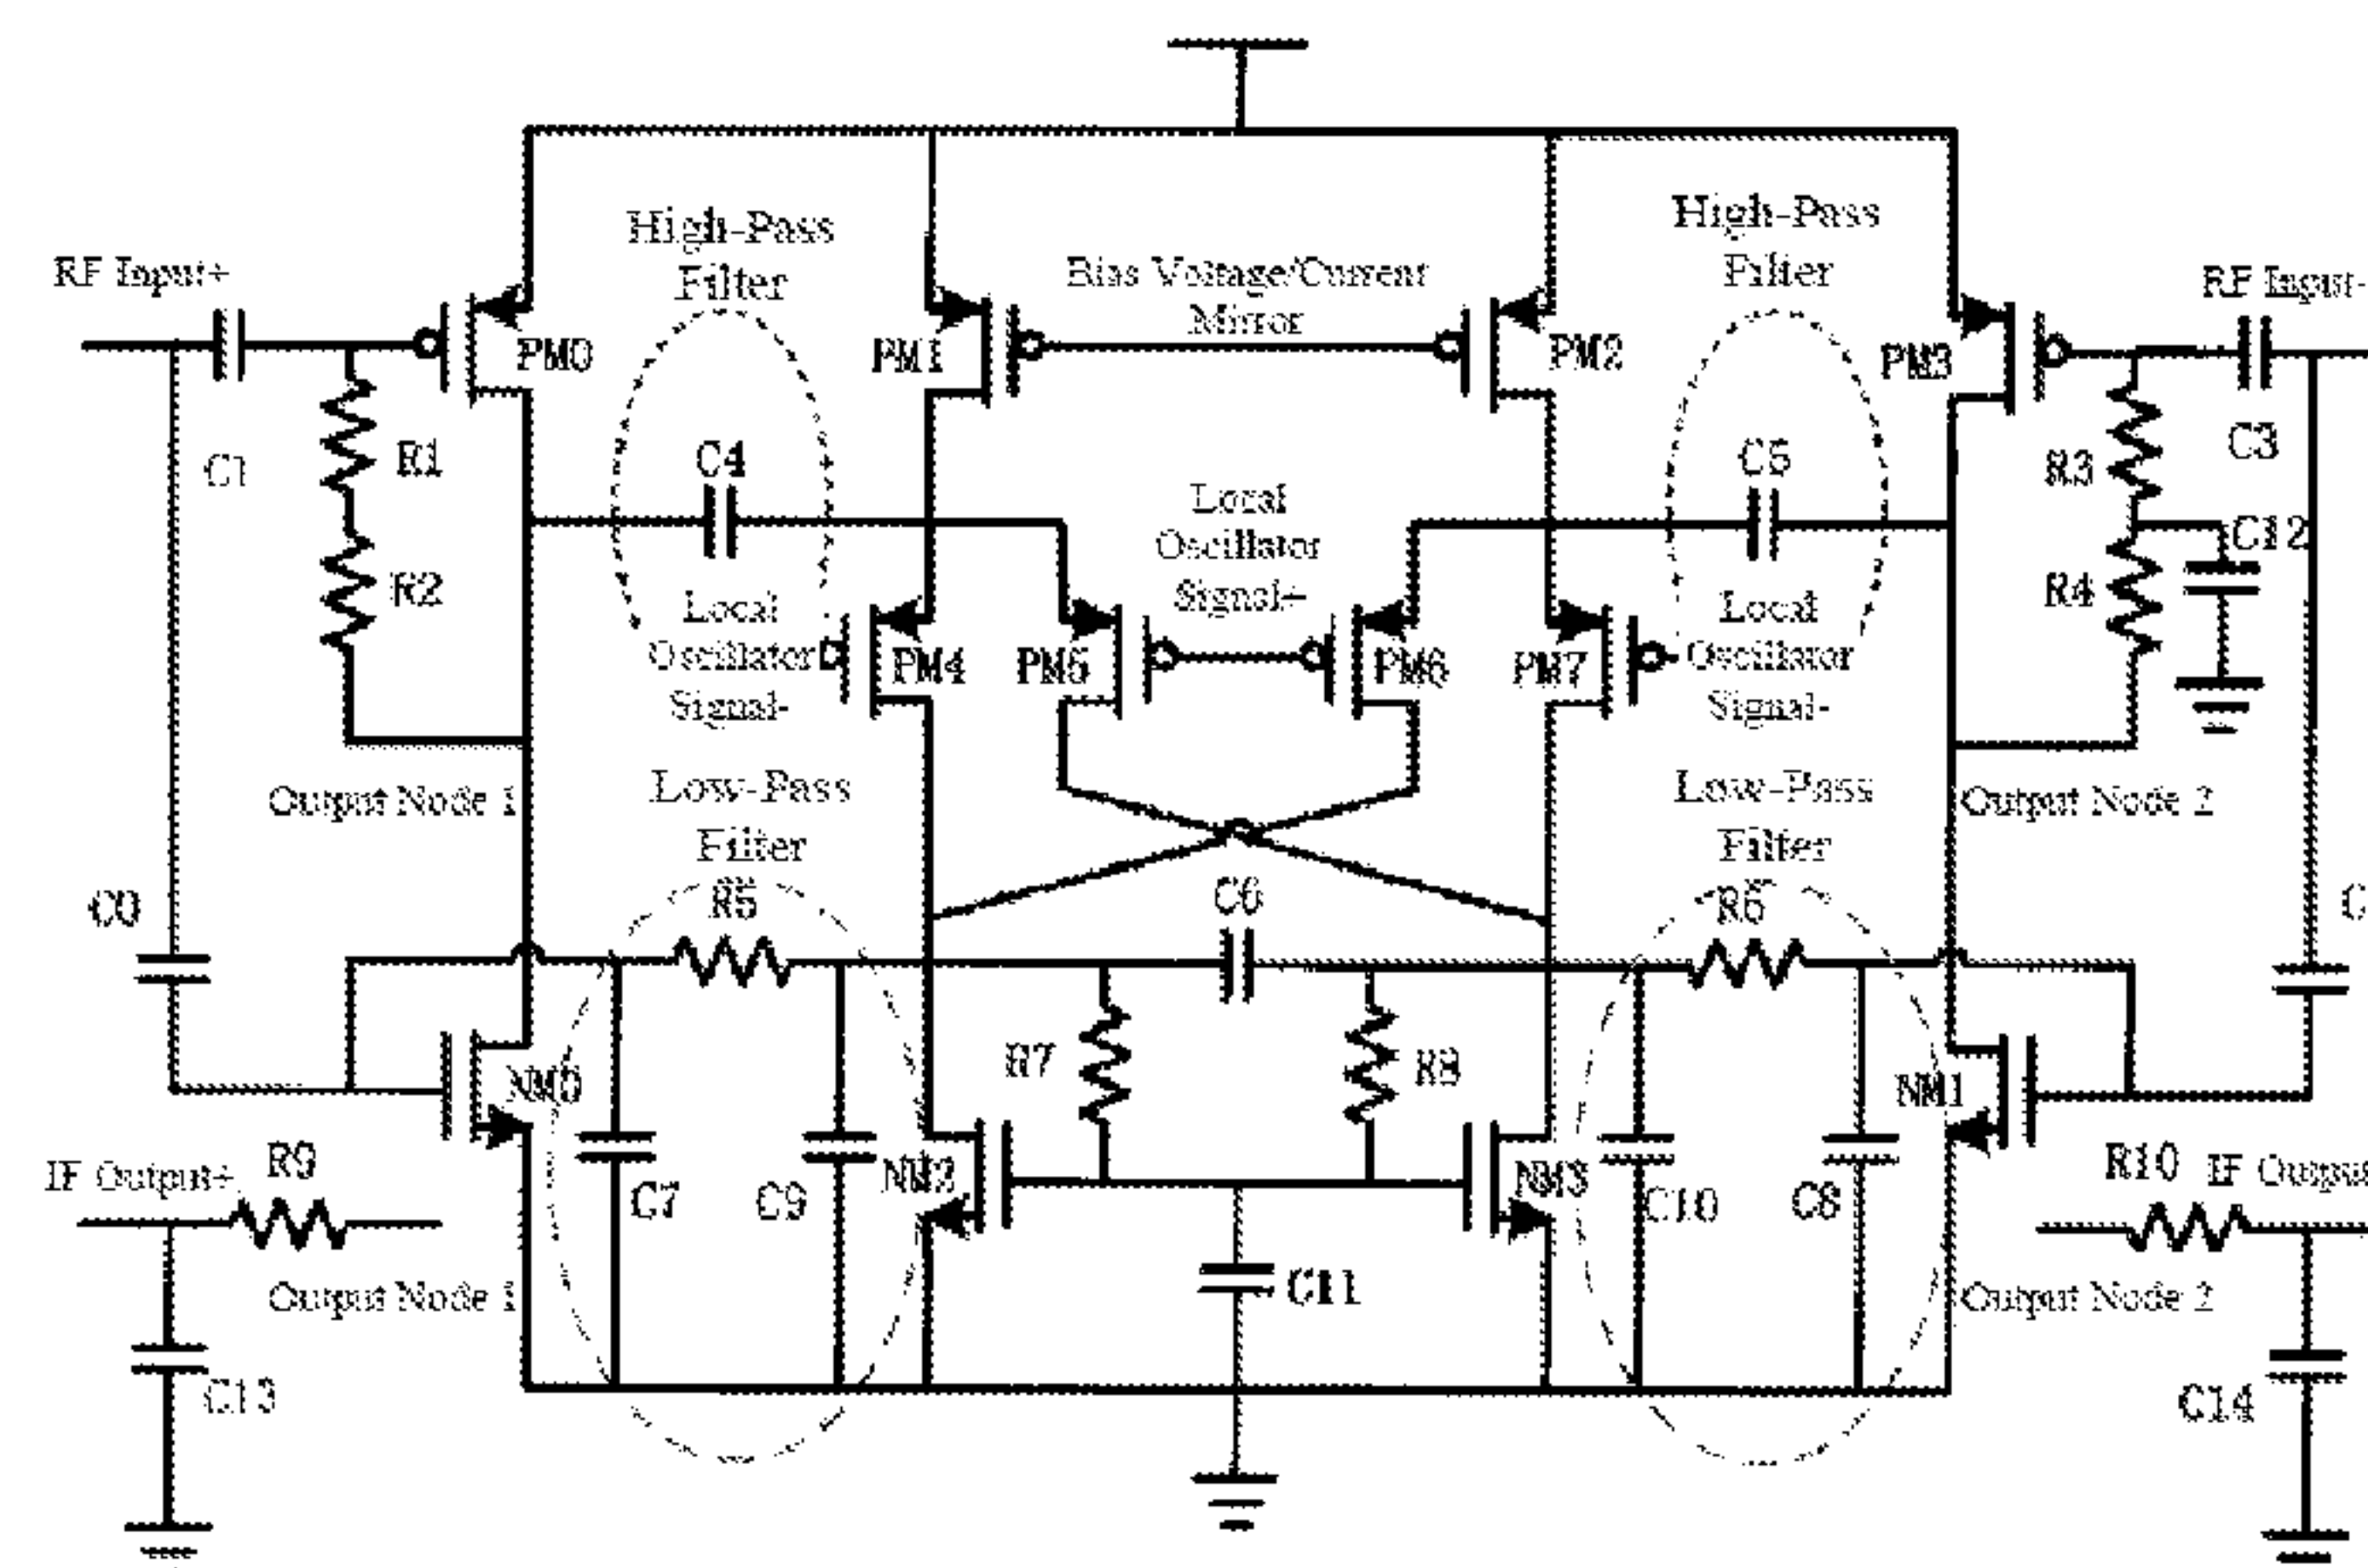 High-Pass
Filter
High-Pass
Filter
RF Input+
Bias Voltage/Current
Mirror
RF Input-
PM0
PM1
PM2
PM3
C1
R1
C4
C5
R3
C3
Local
Oscillator
Signal+
C12
R2
R4
Local
Oscillator
Signal-
PM4
PM5
PM6
PM7
Local
Oscillator
Signal-
Output Node 1
Low-Pass
Filter
Low-Pass
Filter
Output Node 2
C0
R5
C6
R6
C
R7
R8
NM0
NM1
IF Output+
R9
C7
C9
NM2
NM3
C10
C8
R10
IF Output
Output Node 1
C11
Output Node 2
C13
C14